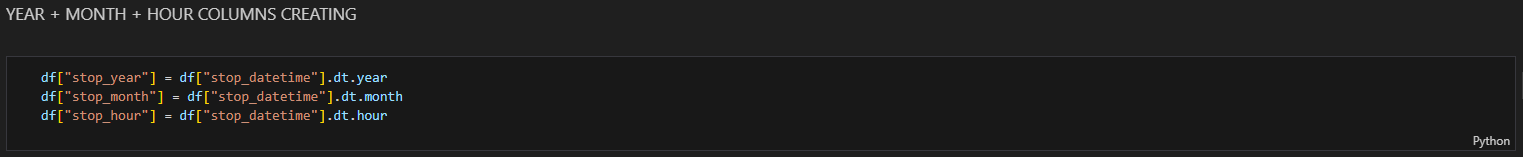 YEAR + MONTH + HOUR COLUMNS CREATING
df["stop_year"] = df["stop_datetime"].dt.year
df["stop_month"] = df["stop_datetime"].dt.month
df["stop_hour"] = df["stop_datetime"].dt.hour
Python